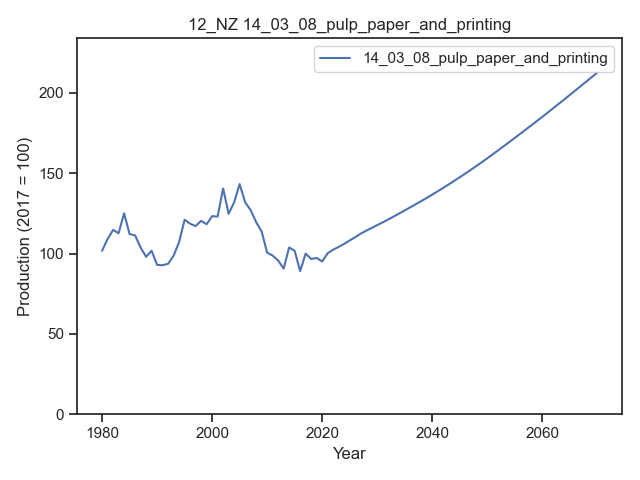 12_NZ 14_03_08_pulp_paper_and_printing
14_03_08_pulp_paper_and_printing
Production (2017 = 100)
200
150
100
50
0
1980 2000 2020 2040 2060
Year